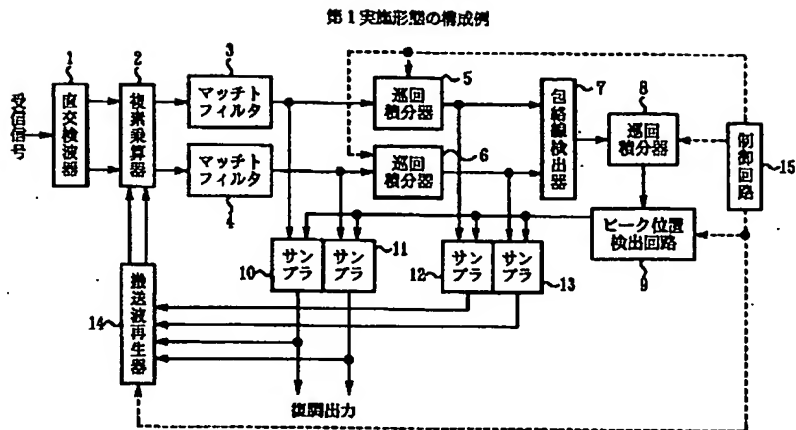 第1実施形態の構成例
受信信号
1
直交検波器
2
複素乗算器
3
マッチト
フィルタ
マッチト
フィルタ
4
5
巡回
積分器
6
巡回
積分器
7
包絡線検出器
8
巡回
積分器
制御回路
15
ピーク位置
検出回路
9
10
サン
プラ
11
サン
プラ
12
サン
プラ
13
サン
プラ
14
搬送波再生器
復調出力